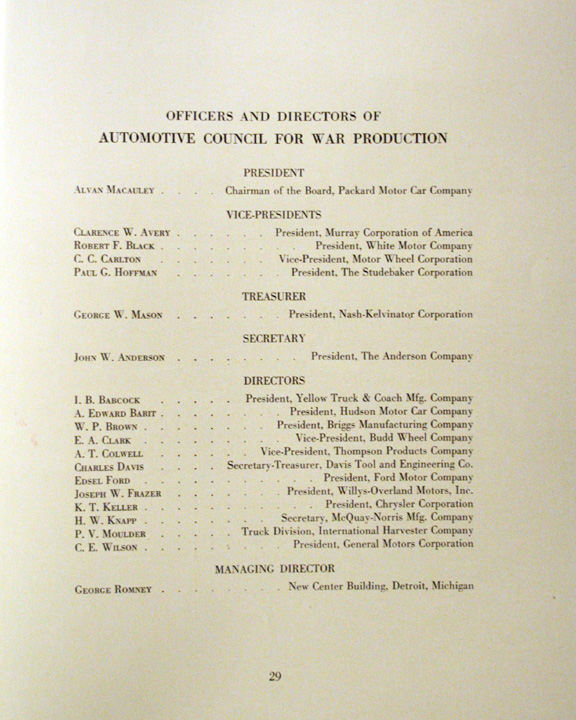 OFFICERS AND DIRECTORS OF
AUTOMOTIVE COUNCIL FOR WAR PRODUCTION
PRESIDENT
ALVAN MACAULEY . . . . Chairman of the Board, Packard Motor Car Company
VICE-PRESIDENTS
CLARENCE W. AVERY . . . . . . President, Murray Corporation of America
ROBERT F. BLACK . . . . . . . . President, White Motor Company
C. C. CARLTON . . . . . . Vice-President, Motor Wheel Corporation
PAUL G. HOFFMAN . . . . . . President, The Studebaker Corporation
TREASURER
GEORGE W. MASON . . . . . . President, Nash-Kelvinator Corporation
SECRETARY
JOHN W. ANDERSON . . . . . . . . President, The Anderson Company
DIRECTORS
I. B. BABCOCK . . . . . President, Yellow Truck & Coach Mfg. Company
A. EDWARD BARIT . . . . . . . President, Hudson Motor Car Company
W. P. BROWN . . . . . . . President, Briggs Manufacturing Company
E. A. CLARK . . . . . . . . Vice-President, Budd Wheel Company
A. T. COLWELL . . . . . Vice-President, Thompson Products Company
CHARLES DAVIS . . . . Secretary-Treasurer, Davis Tool and Engineering Co.
EDSEL FORD . . . . . . . . . President, Ford Motor Company
JOSEPH W. FRAZER . . . . . . President, Willys-Overland Motors, Inc.
K. T. KELLER . . . . . . . . . President, Chrysler Corporation
H. W. KNAPP . . . . . . . Secretary, McQuay-Norris Mfg. Company
P. V. MOULDER . . . . Truck Division, International Harvester Company
C. E. WILSON . . . . . . . President, General Motors Corporation
MANAGING DIRECTOR
GEORGE ROMNEY . . . . . . . . New Center Building, Detroit, Michigan
29